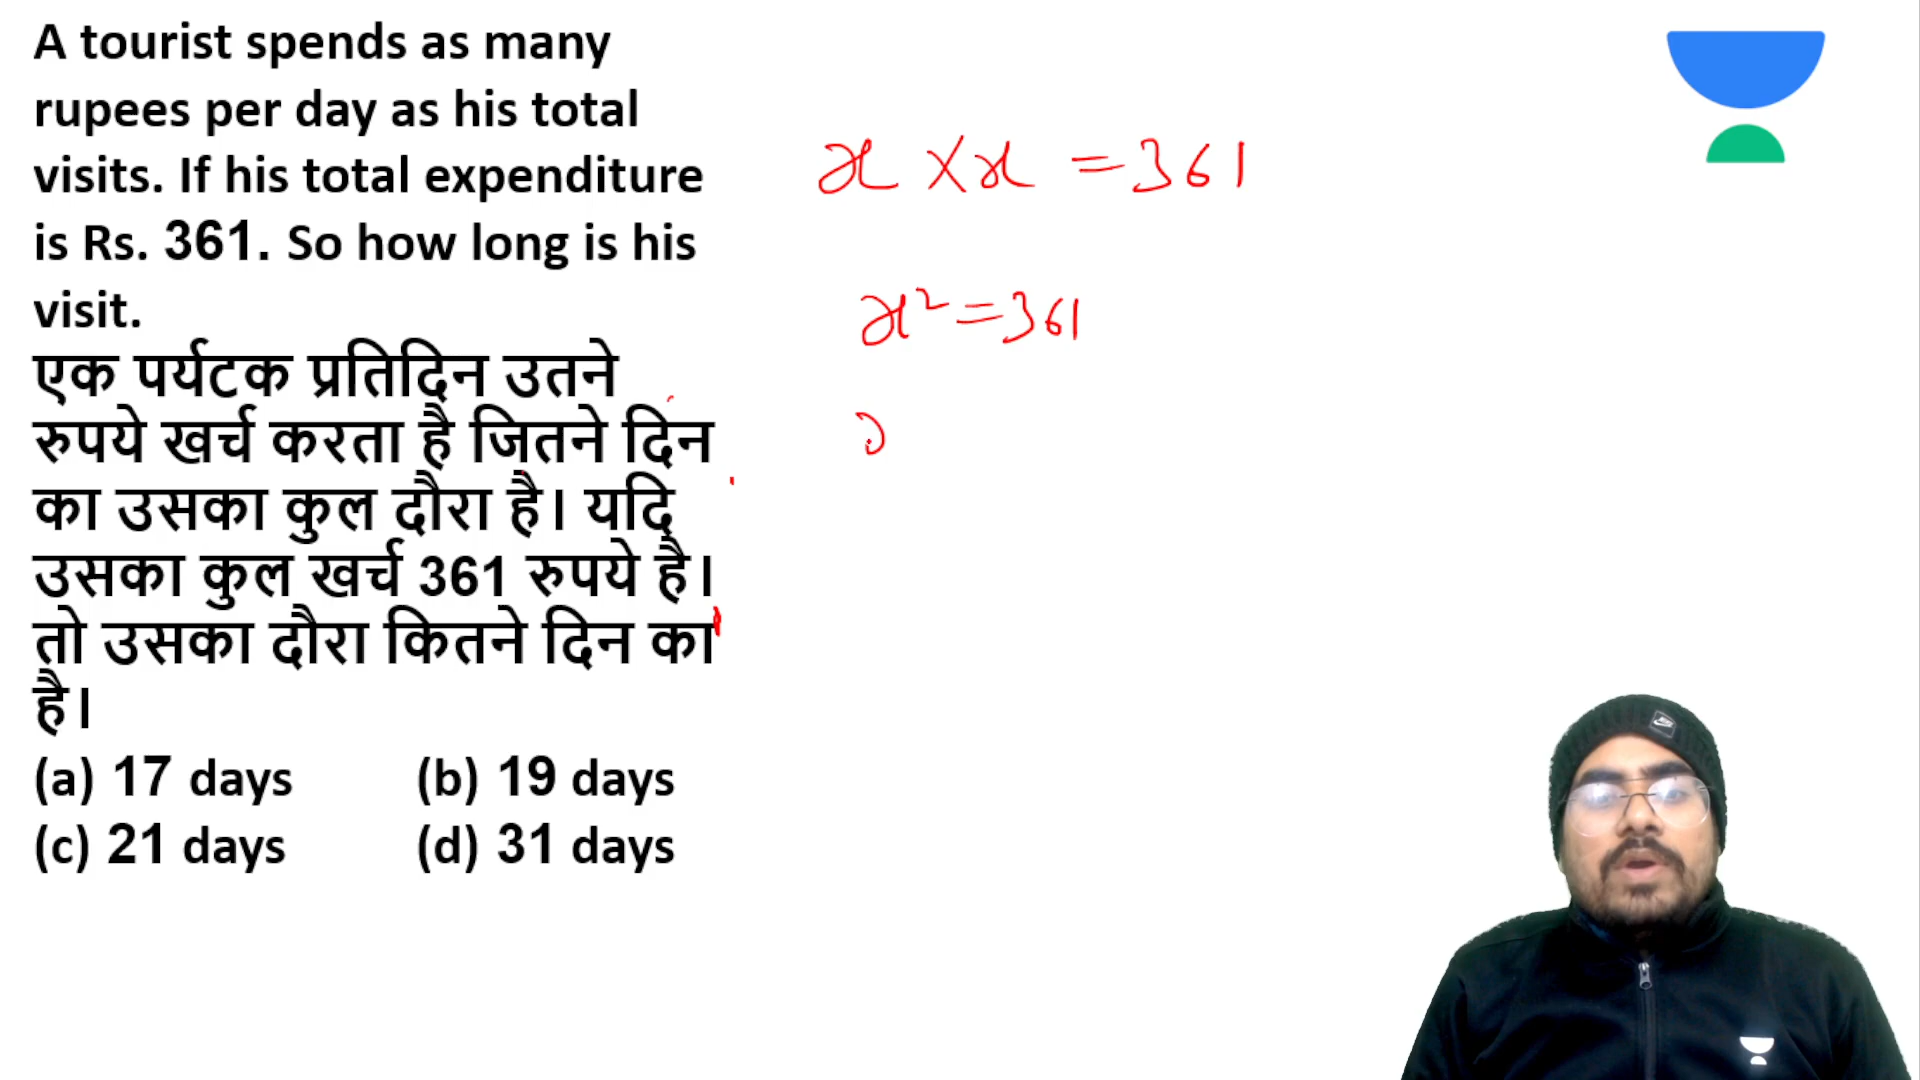 A tourist spends as many
rupees per day as his total
visits. If his total expenditure
is Rs. 361. So how long is his
visit.
एक पर्यटक प्रतिदिन उतने
रुपये खर्च करता है जितने दिन
का उसका कुल दौरा है। यदि
उसका कुल खर्च 361 रुपये है।
तो उसका दौरा कितने दिन का
है।
(a) 17 days (b) 19 days
(c) 21 days (d) 31 days
x × x = 361
x² = 361